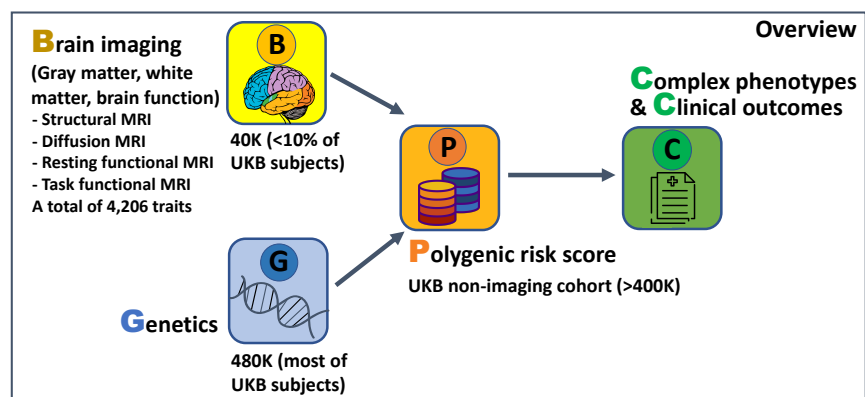 Overview
Brain imaging
(Gray matter, white
matter, brain function)
- Structural MRI
- Diffusion MRI
- Resting functional MRI
- Task functional MRI
A total of 4,206 traits
B
40K (<10% of
UKB subjects)
Genetics
G
480K (most of
UKB subjects)
P
Polygenic risk score
UKB non-imaging cohort (>400K)
Complex phenotypes
& Clinical outcomes
C